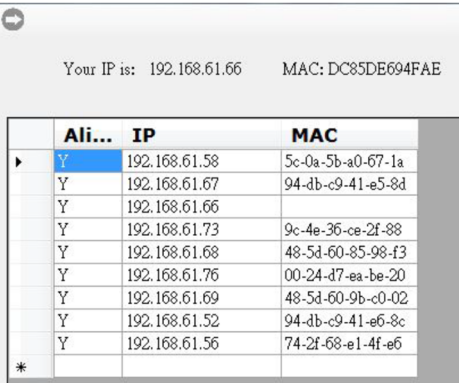 Your IP is: 192.168.61.66 MAC: DC85DE694FAE
Ali... IP MAC
Y 192.168.61.58 5c-0a-5b-a0-67-1a
Y 192.168.61.67 94-db-c9-41-e5-8d
Y 192.168.61.66
Y 192.168.61.73 9c-4e-36-ce-2f-88
Y 192.168.61.68 48-5d-60-85-98-f3
Y 192.168.61.76 00-24-d7-ea-be-20
Y 192.168.61.69 48-5d-60-9b-c0-02
Y 192.168.61.52 94-db-c9-41-e6-8c
Y 192.168.61.56 74-2f-68-e1-4f-e6